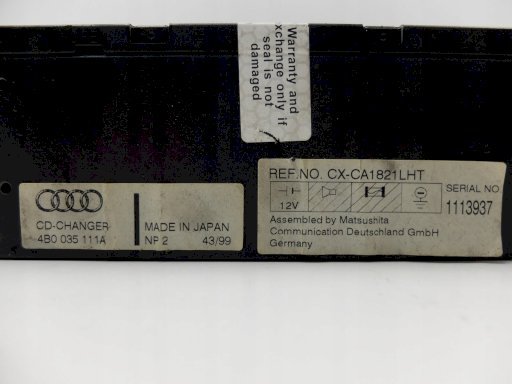 Warranty and
exchange only if
seal is not
damaged
CD-CHANGER
4B0 035 111A
MADE IN JAPAN
NP 2 43/99
REF.NO. CX-CA1821LHT
12V
SERIAL NO
1113937
Assembled by Matsushita
Communication Deutschland GmbH
Germany